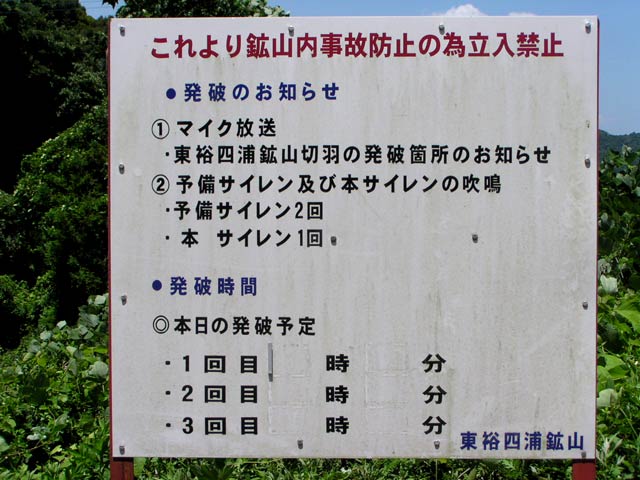 これより鉱山内事故防止の為立入禁止
●発破のお知らせ
①マイク放送
・東裕四浦鉱山切羽の発破箇所のお知らせ
②予備サイレン及び本サイレンの吹鳴
・予備サイレン2回
・本 サイレン1回
●発破時間
◎本日の発破予定
・1回目 時 分
・2回目 時 分
・3回目 時 分
東裕四浦鉱山